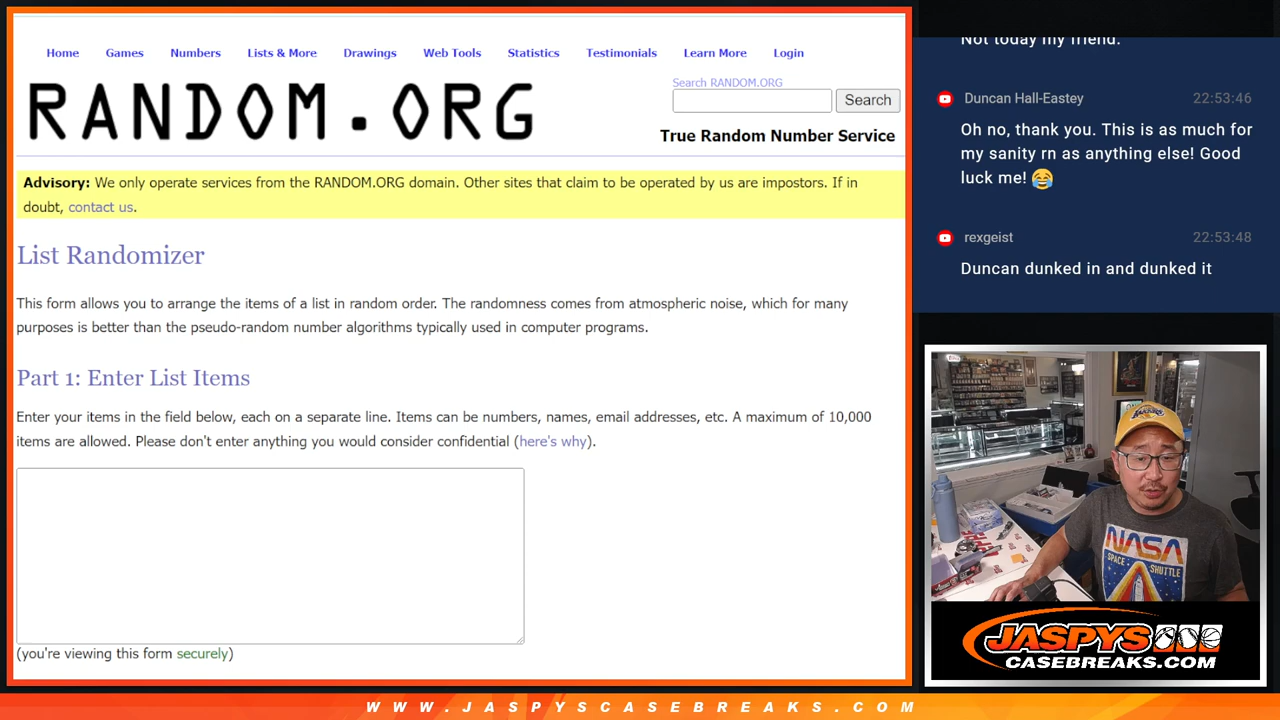 Home Games Numbers Lists & More Drawings Web Tools Statistics Testimonials Learn More Login
RANDOM.ORG
Search RANDOM.ORG
Search
True Random Number Service
Advisory: We only operate services from the RANDOM.ORG domain. Other sites that claim to be operated by us are impostors. If in
doubt, contact us.
List Randomizer
This form allows you to arrange the items of a list in random order. The randomness comes from atmospheric noise, which for many
purposes is better than the pseudo-random number algorithms typically used in computer programs.
Part 1: Enter List Items
Enter your items in the field below, each on a separate line. Items can be numbers, names, email addresses, etc. A maximum of 10,000
items are allowed. Please don't enter anything you would consider confidential (here's why).
(you're viewing this form securely)
Not today my friend.
Duncan Hall-Eastey 22:53:46
Oh no, thank you. This is as much for
my sanity rn as anything else! Good
luck me! 😂
rexgeist 22:53:48
Duncan dunked in and dunked it
NASA
SPACE SHUTTLE
JASPYS
CASEBREAKS.COM
WWW.JASPYSCASEBREAKS.COM